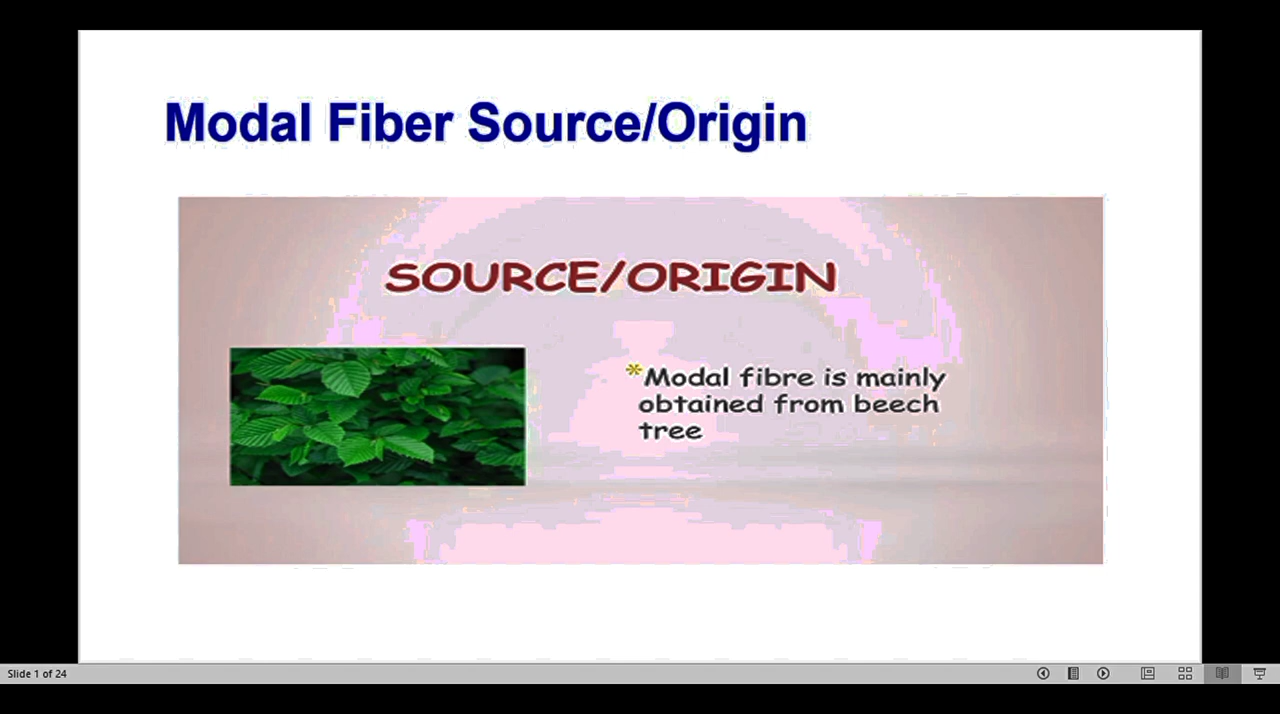 Modal Fiber Source/Origin
SOURCE/ORIGIN
*Modal fibre is mainly
obtained from beech
tree
Slide 1 of 24